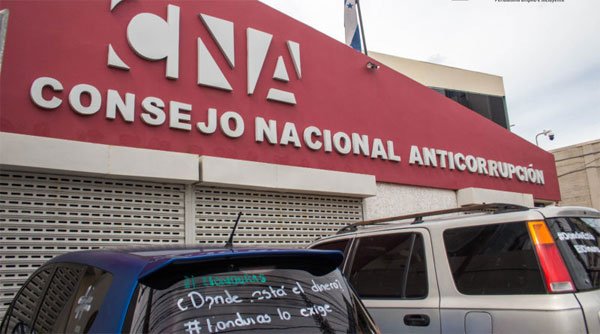 CNA
CONSEJO NACIONAL ANTICORRUPCIÓN
¿Donde está el dinero?
# Honduras lo exige